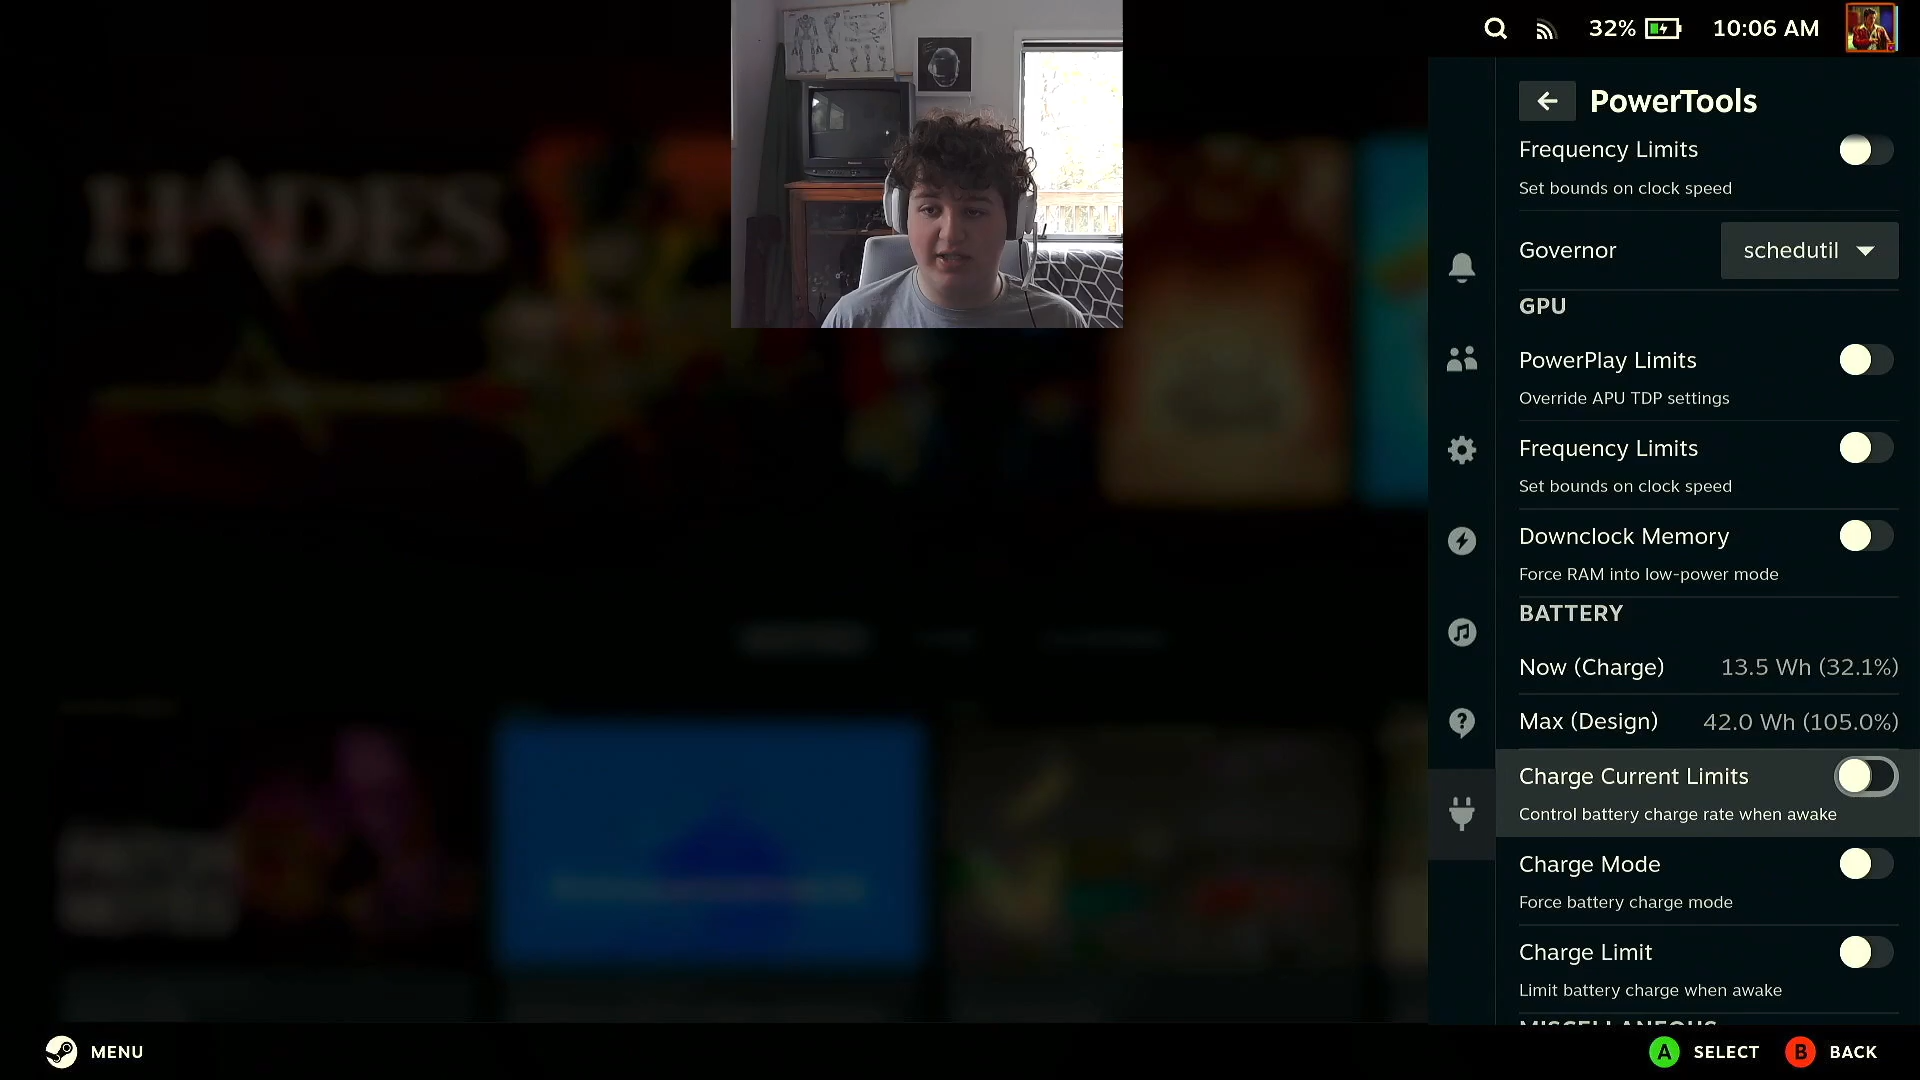 32%
10:06 AM
PowerTools
Frequency Limits
Set bounds on clock speed
Governor
schedutil
GPU
PowerPlay Limits
Override APU TDP settings
Frequency Limits
Set bounds on clock speed
Downclock Memory
Force RAM into low-power mode
BATTERY
Now (Charge)
13.5 Wh (32.1%)
Max (Design)
42.0 Wh (105.0%)
Charge Current Limits
Control battery charge rate when awake
Charge Mode
Force battery charge mode
Charge Limit
Limit battery charge when awake
MISCELLANEOUS
HADES
MENU
A SELECT
B BACK